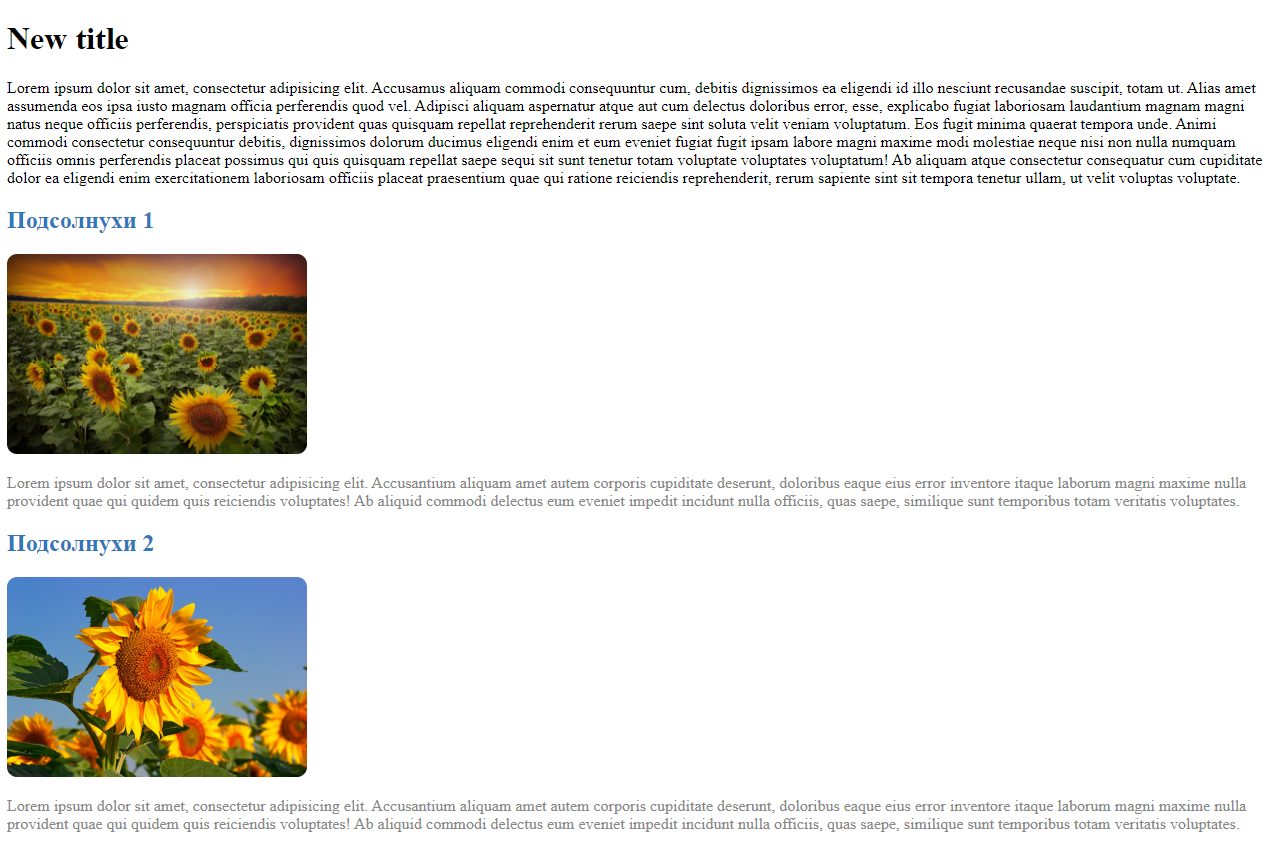 New title
Lorem ipsum dolor sit amet, consectetur adipisicing elit. Accusamus aliquam commodi consequuntur cum, debitis dignissimos ea eligendi id illo nesciunt recusandae suscipit, totam ut. Alias amet
assumenda eos ipsa iusto magnam officia perferendis quod vel. Adipisci aliquam aspernatur atque aut cum delectus doloribus error, esse, explicabo fugiat laboriosam laudantium magnam magni
natus neque officiis perferendis, perspiciatis provident quas quisquam repellat reprehenderit rerum saepe sint soluta velit veniam voluptatum. Eos fugit minima quaerat tempora unde. Animi
commodi consectetur consequuntur debitis, dignissimos dolorum ducimus eligendi enim et eum eveniet fugiat fugit ipsam labore magni maxime modi molestiae neque nisi non nulla numquam
officiis omnis perferendis placeat possimus qui quis quisquam repellat saepe sequi sit sunt tenetur totam voluptate voluptates voluptatum! Ab aliquam atque consectetur consequatur cum cupiditate
dolor ea eligendi enim exercitationem laboriosam officiis placeat praesentium quae qui ratione reiciendis reprehenderit, rerum sapiente sint sit tempora tenetur ullam, ut velit voluptas voluptate.
Подсолнухи 1
Lorem ipsum dolor sit amet, consectetur adipisicing elit. Accusantium aliquam amet autem corporis cupiditate deserunt, doloribus eaque eius error inventore itaque laborum magni maxime nulla
provident quae qui quidem quis reiciendis voluptates! Ab aliquid commodi delectus eum eveniet impedit incidunt nulla officiis, quas saepe, similique sunt temporibus totam veritatis voluptates.
Подсолнухи 2
Lorem ipsum dolor sit amet, consectetur adipisicing elit. Accusantium aliquam amet autem corporis cupiditate deserunt, doloribus eaque eius error inventore itaque laborum magni maxime nulla
provident quae qui quidem quis reiciendis voluptates! Ab aliquid commodi delectus eum eveniet impedit incidunt nulla officiis, quas saepe, similique sunt temporibus totam veritatis voluptates.